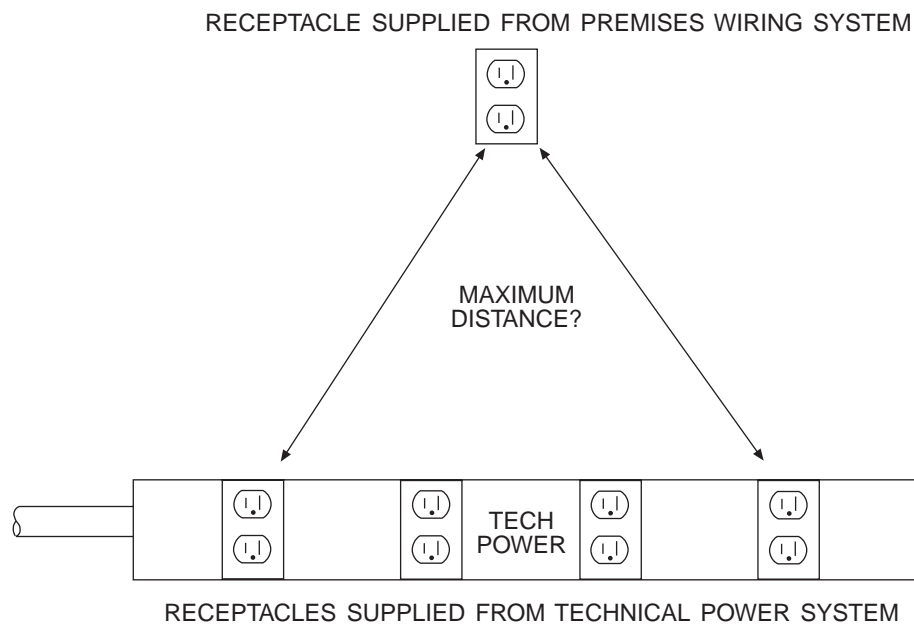 RECEPTACLE SUPPLIED FROM PREMISES WIRING SYSTEM
MAXIMUM
DISTANCE?
TECH
POWER
RECEPTACLES SUPPLIED FROM TECHNICAL POWER SYSTEM